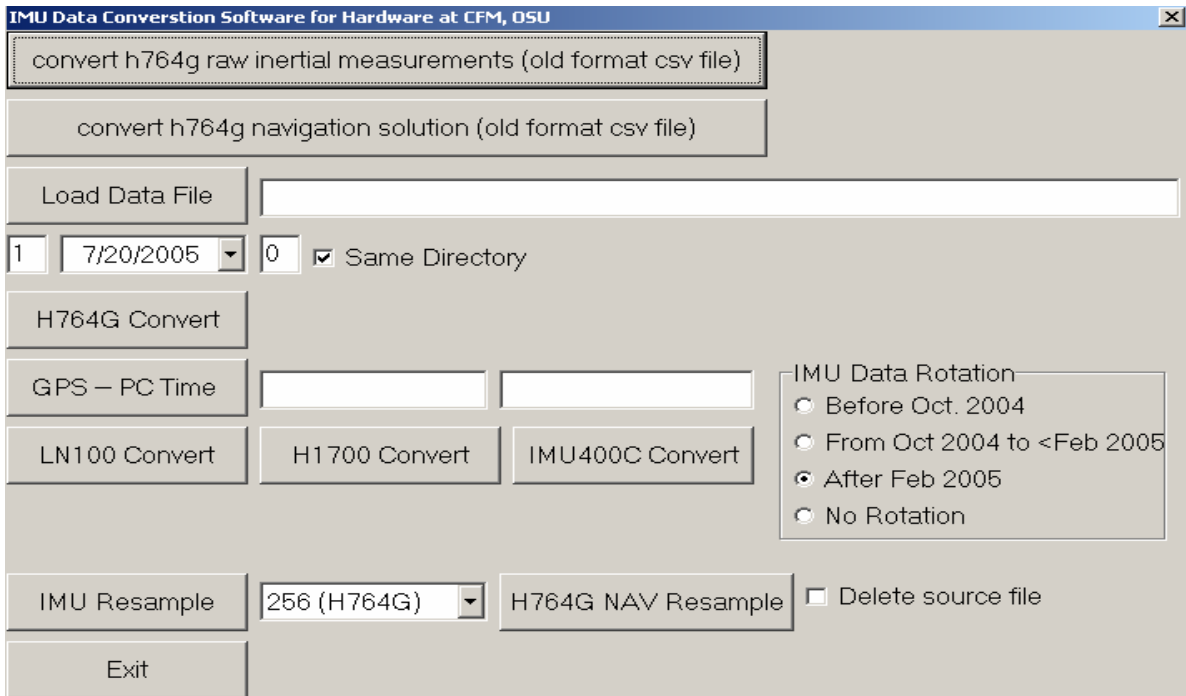 IMU Data Converstion Software for Hardware at CFM, OSU
convert h764g raw inertial measurements (old format csv file)
convert h764g navigation solution (old format csv file)
Load Data File
1 7/20/2005 0 Same Directory
H764G Convert
GPS – PC Time
IMU Data Rotation
Before Oct. 2004
From Oct 2004 to <Feb 2005
After Feb 2005
No Rotation
LN100 Convert H1700 Convert IMU400C Convert
IMU Resample 256 (H764G) H764G NAV Resample Delete source file
Exit